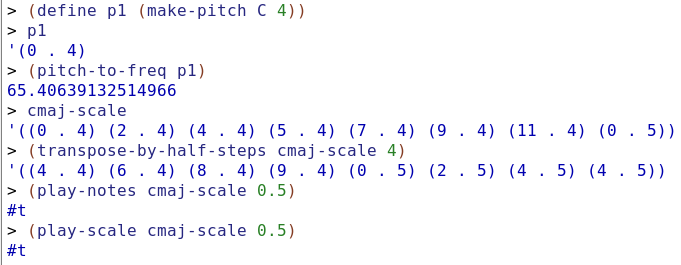 > (define p1 (make-pitch C 4))
> p1
'(0 . 4)
> (pitch-to-freq p1)
65.40639132514966
> cmaj-scale
'((0 . 4) (2 . 4) (4 . 4) (5 . 4) (7 . 4) (9 . 4) (11 . 4) (0 . 5))
> (transpose-by-half-steps cmaj-scale 4)
'((4 . 4) (6 . 4) (8 . 4) (9 . 4) (0 . 5) (2 . 5) (4 . 5) (4 . 5))
> (play-notes cmaj-scale 0.5)
#t
> (play-scale cmaj-scale 0.5)
#t